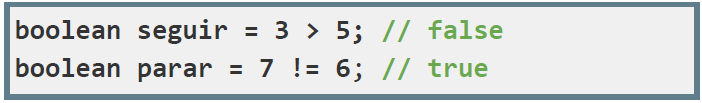 boolean seguir = 3 > 5; // false
boolean parar = 7 != 6; // true